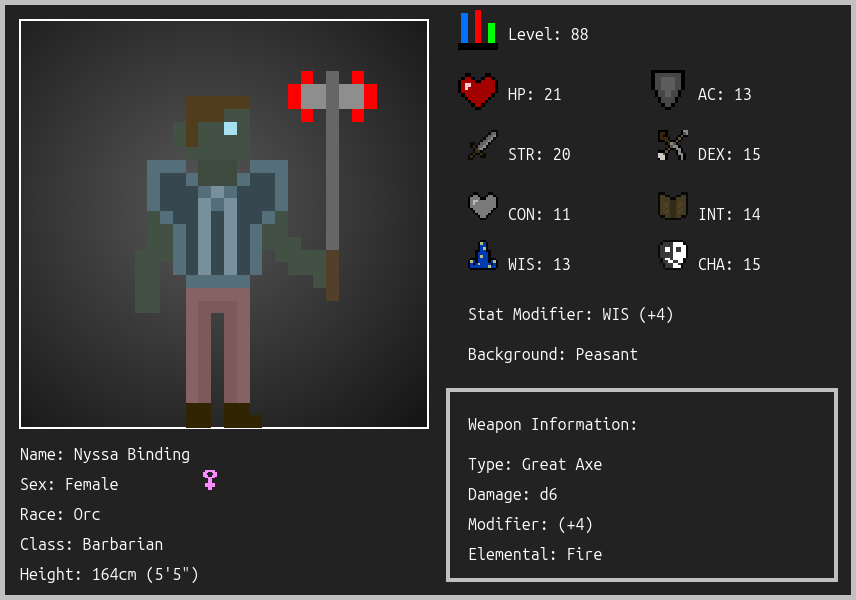 Level: 88
HP: 21
AC: 13
STR: 20
DEX: 15
CON: 11
INT: 14
WIS: 13
CHA: 15
Stat Modifier: WIS (+4)
Background: Peasant
Weapon Information:
Type: Great Axe
Damage: d6
Modifier: (+4)
Elemental: Fire
Name: Nyssa Binding
Sex: Female
Race: Orc
Class: Barbarian
Height: 164cm (5'5")